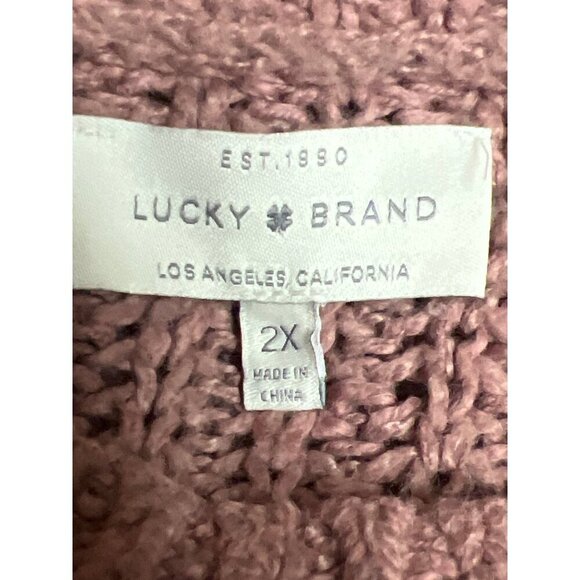 EST. 1990
LUCKY BRAND
LOS ANGELES, CALIFORNIA
2X
MADE IN
CHINA